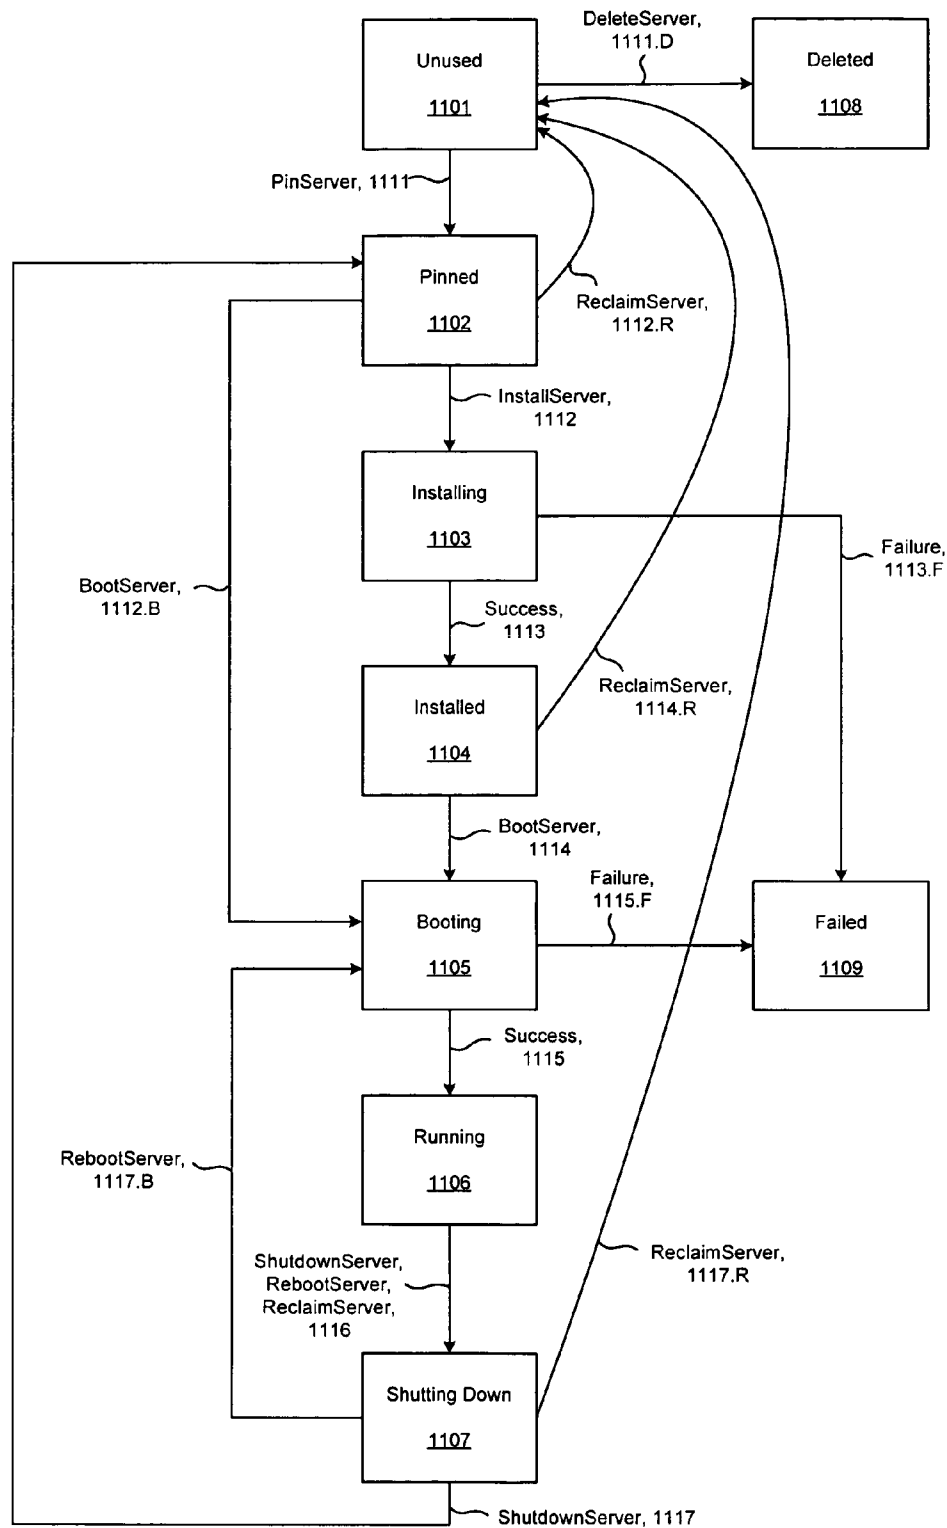 DeleteServer,
1111.D
Unused
1101
Deleted
1108
PinServer, 1111
Pinned
1102
ReclaimServer,
1112.R
InstallServer,
1112
Installing
1103
Failure,
1113.F
BootServer,
1112.B
Success,
1113
Installed
1104
ReclaimServer,
1114.R
BootServer,
1114
Failure,
1115.F
Booting
1105
Failed
1109
Success,
1115
Running
1106
RebootServer,
1117.B
ShutdownServer,
RebootServer,
ReclaimServer,
1116
ReclaimServer,
1117.R
Shutting Down
1107
ShutdownServer, 1117